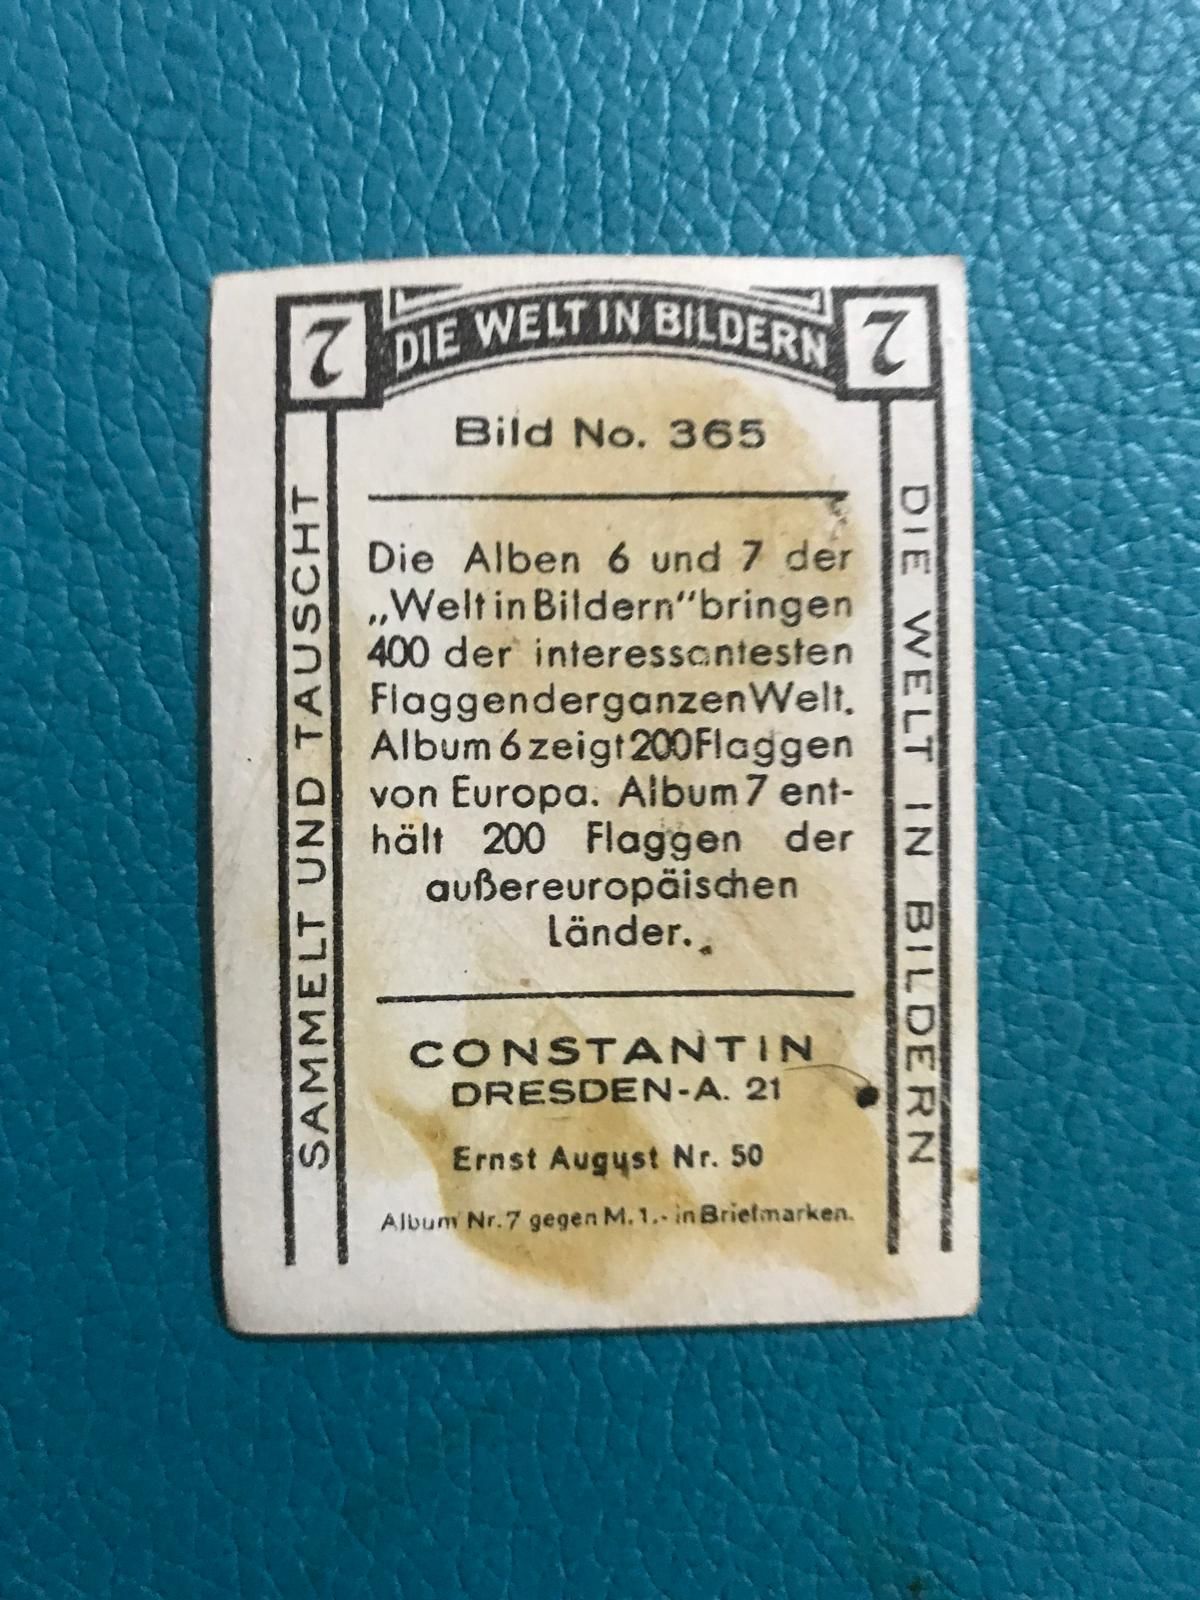 7 DIE WELT IN BILDERN 7
Bild No. 365
Die Alben 6 und 7 der
„Welt in Bildern“ bringen
400 der interessantesten
Flaggen der ganzen Welt.
Album 6 zeigt 200 Flaggen
von Europa. Album 7 ent-
hält 200 Flaggen der
außereuropäischen
Länder.
CONSTANTIN
DRESDEN-A. 21
Ernst August Nr. 50
Album Nr. 7 gegen M. 1.- in Briefmarken.
SAMMELT UND TAUSCHT
DIE WELT IN BILDERN